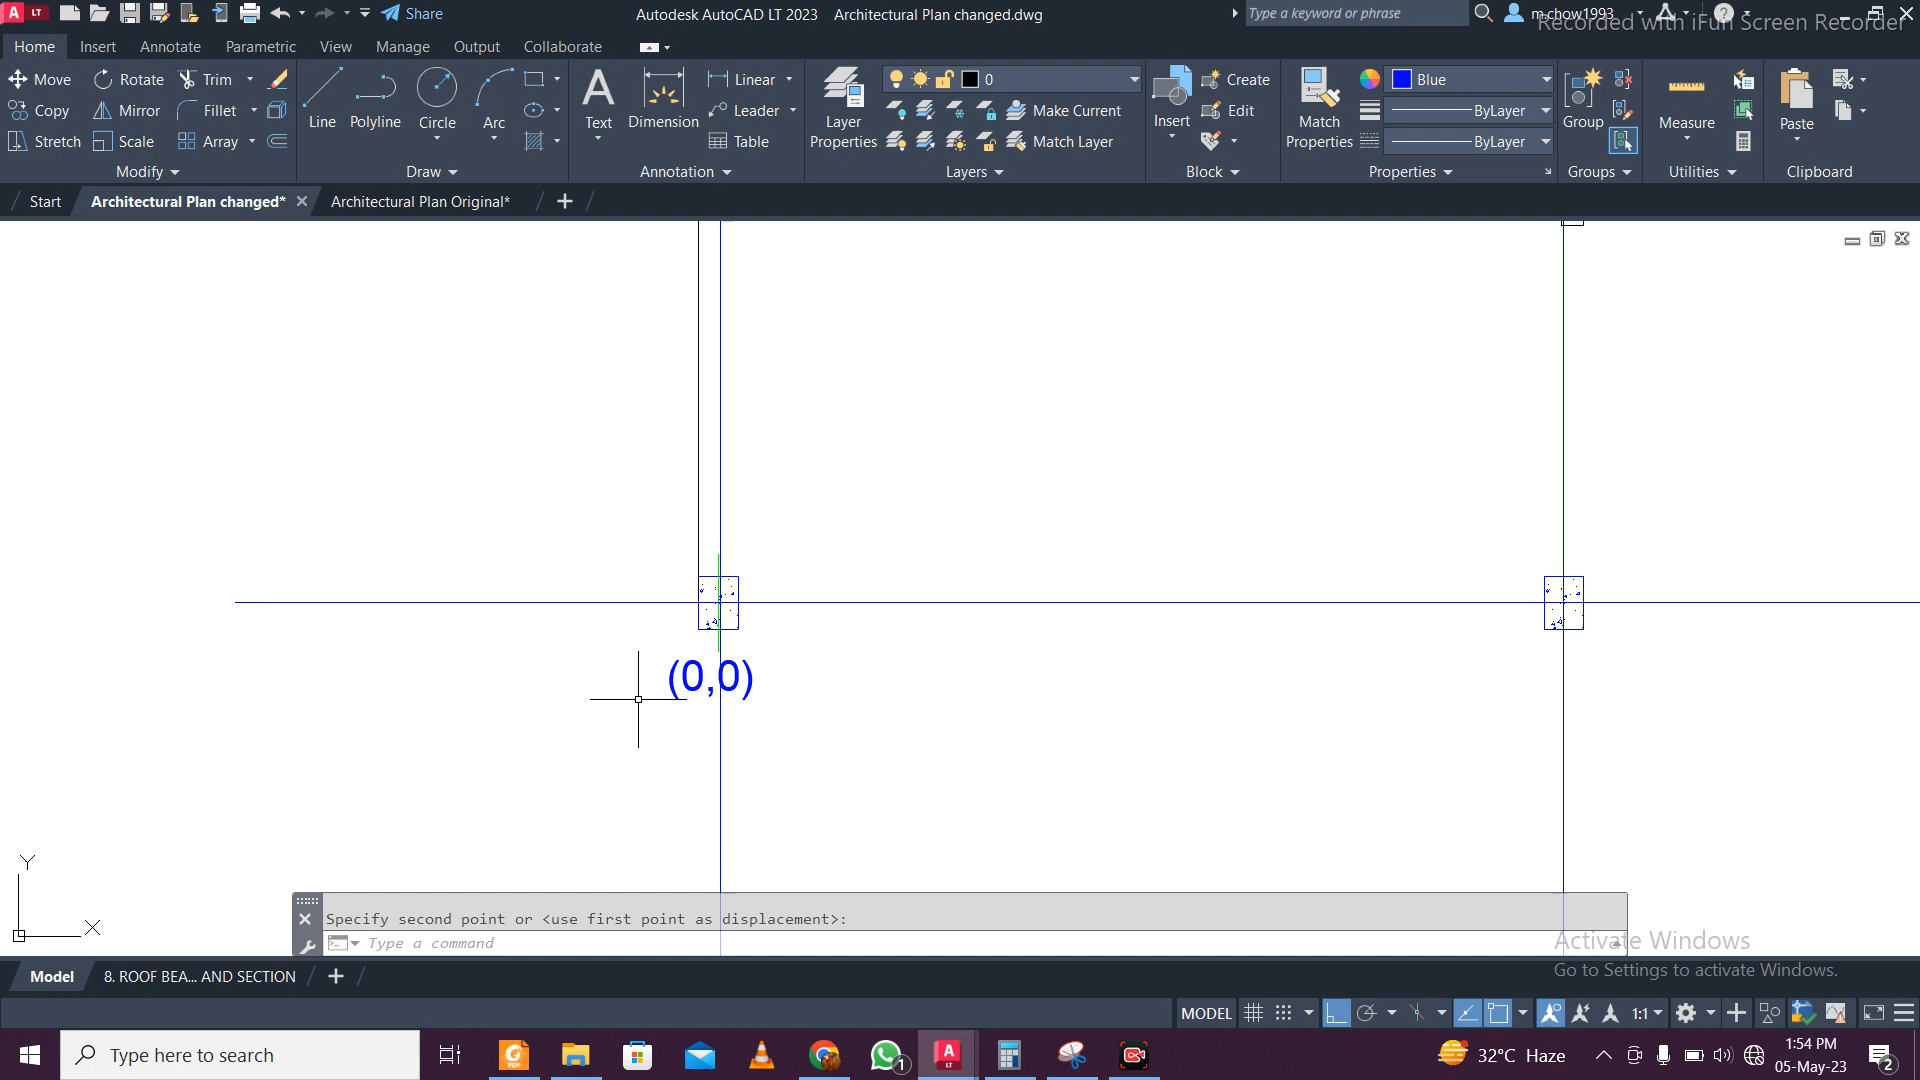 A LT Share Autodesk AutoCAD LT 2023 Architectural Plan changed.dwg Type a keyword or phrase m.chow1993
Recorded with iFun Screen Recorder
Home Insert Annotate Parametric View Manage Output Collaborate
Move Rotate Trim Linear 0 Create Blue
Copy Mirror Fillet Line Polyline Circle Arc Text Dimension Leader Layer Properties Make Current Insert Edit Match Properties ByLayer Group Measure Paste
Stretch Scale Array Table Match Layer ByLayer
Modify Draw Annotation Layers Block Properties Groups Utilities Clipboard
Start Architectural Plan changed* Architectural Plan Original*
(0,0)
Y
X
Specify second point or <use first point as displacement>:
Type a command
Activate Windows
Go to Settings to activate Windows.
Model 8. ROOF BEA... AND SECTION
MODEL 1:1
Type here to search 1 A LT 32°C Haze 1:54 PM
05-May-23 2